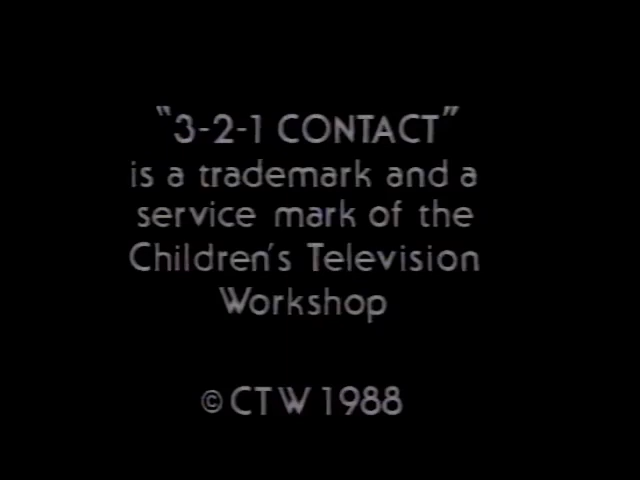 "3-2-1 CONTACT"
is a trademark and a
service mark of the
Children's Television
Workshop
© CTW 1988